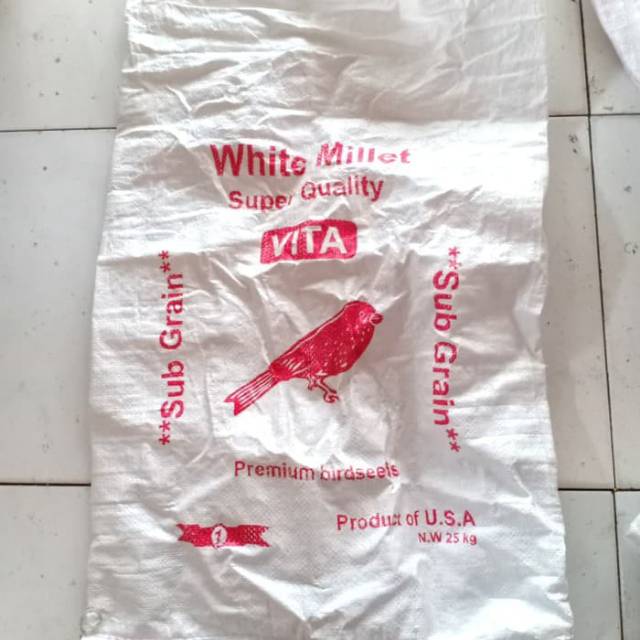 White Millet
Super Quality
VITA
**Sub Grain**
**Sub Grain**
Premium birdseels
1
Product of U.S.A
N.W 25 kg